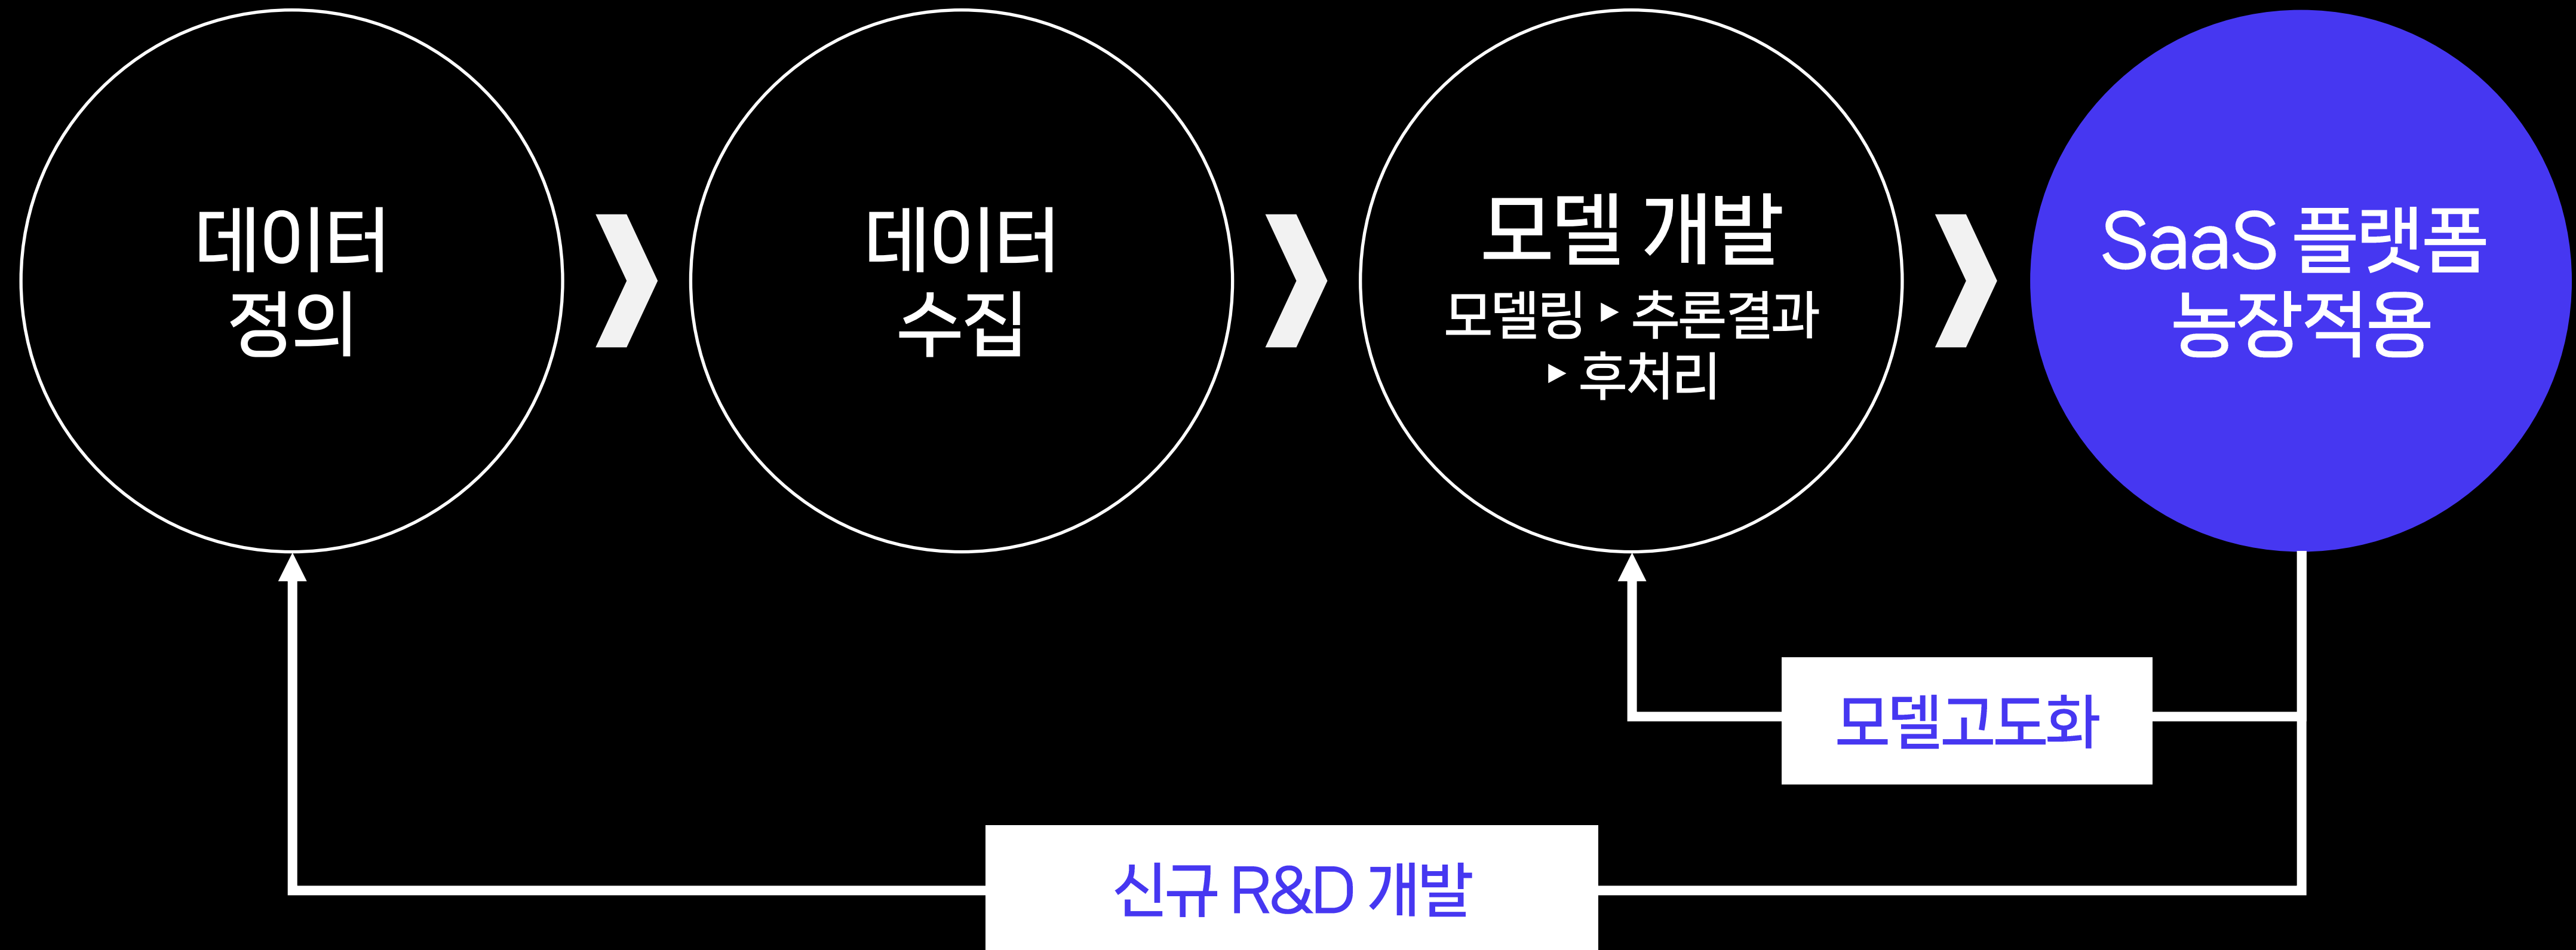 데이터
정의
데이터
수집
모델 개발
모델링 ▸ 추론결과
▸ 후처리
SaaS 플랫폼
농장적용
모델고도화
신규 R&D 개발